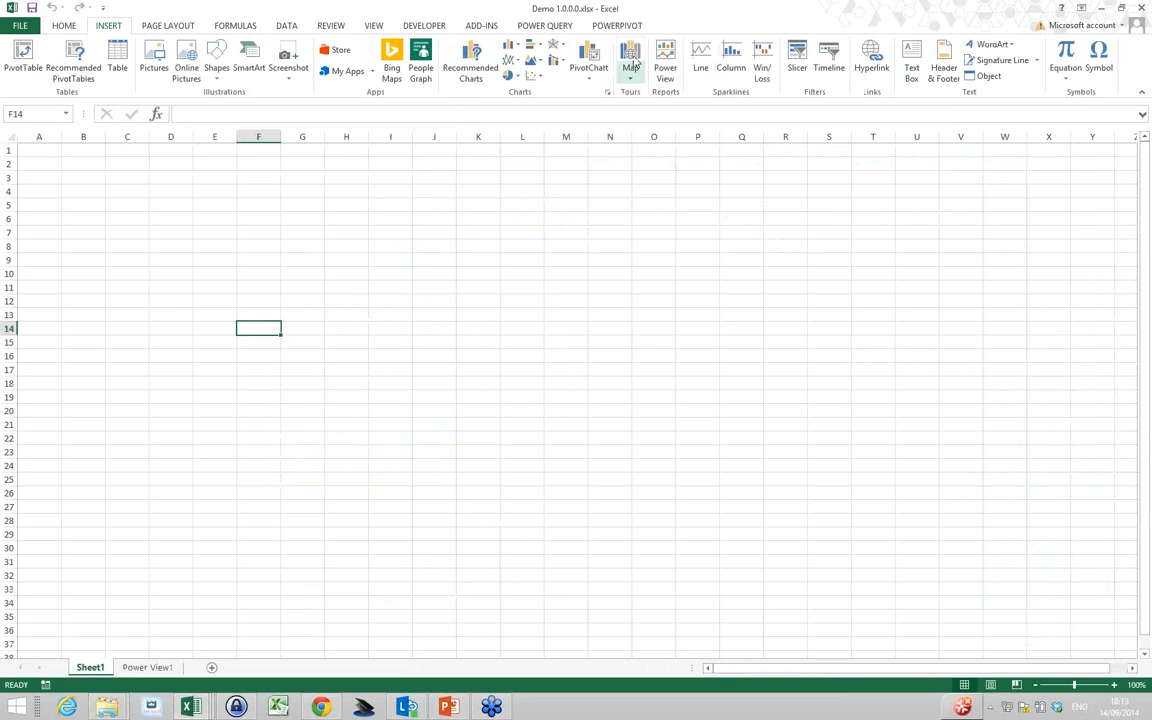 Demo 1.0.0.0.xlsx - Excel
FILE HOME INSERT PAGE LAYOUT FORMULAS DATA REVIEW VIEW DEVELOPER ADD-INS POWER QUERY POWERPIVOT Microsoft account
PivotTable Recommended PivotTables Table
Tables
Pictures Online Pictures Shapes SmartArt Screenshot
Illustrations
Store
My Apps
Bing Maps People Graph
Apps
Recommended Charts PivotChart
Charts
Map
Tours
Power View
Reports
Line Column Win/ Loss
Sparklines
Slicer Timeline
Filters
Hyperlink
Links
Text Box Header & Footer
WordArt
Signature Line
Object
Text
Equation Symbol
Symbols
F14 fx
A B C D E F G H I J K L M N O P Q R S T U V W X Y Z
1
2
3
4
5
6
7
8
9
10
11
12
13
14
15
16
17
18
19
20
21
22
23
24
25
26
27
28
29
30
31
32
33
34
35
36
37
38
Sheet1 Power View1
READY 100%
ENG 18:13
14/09/2014